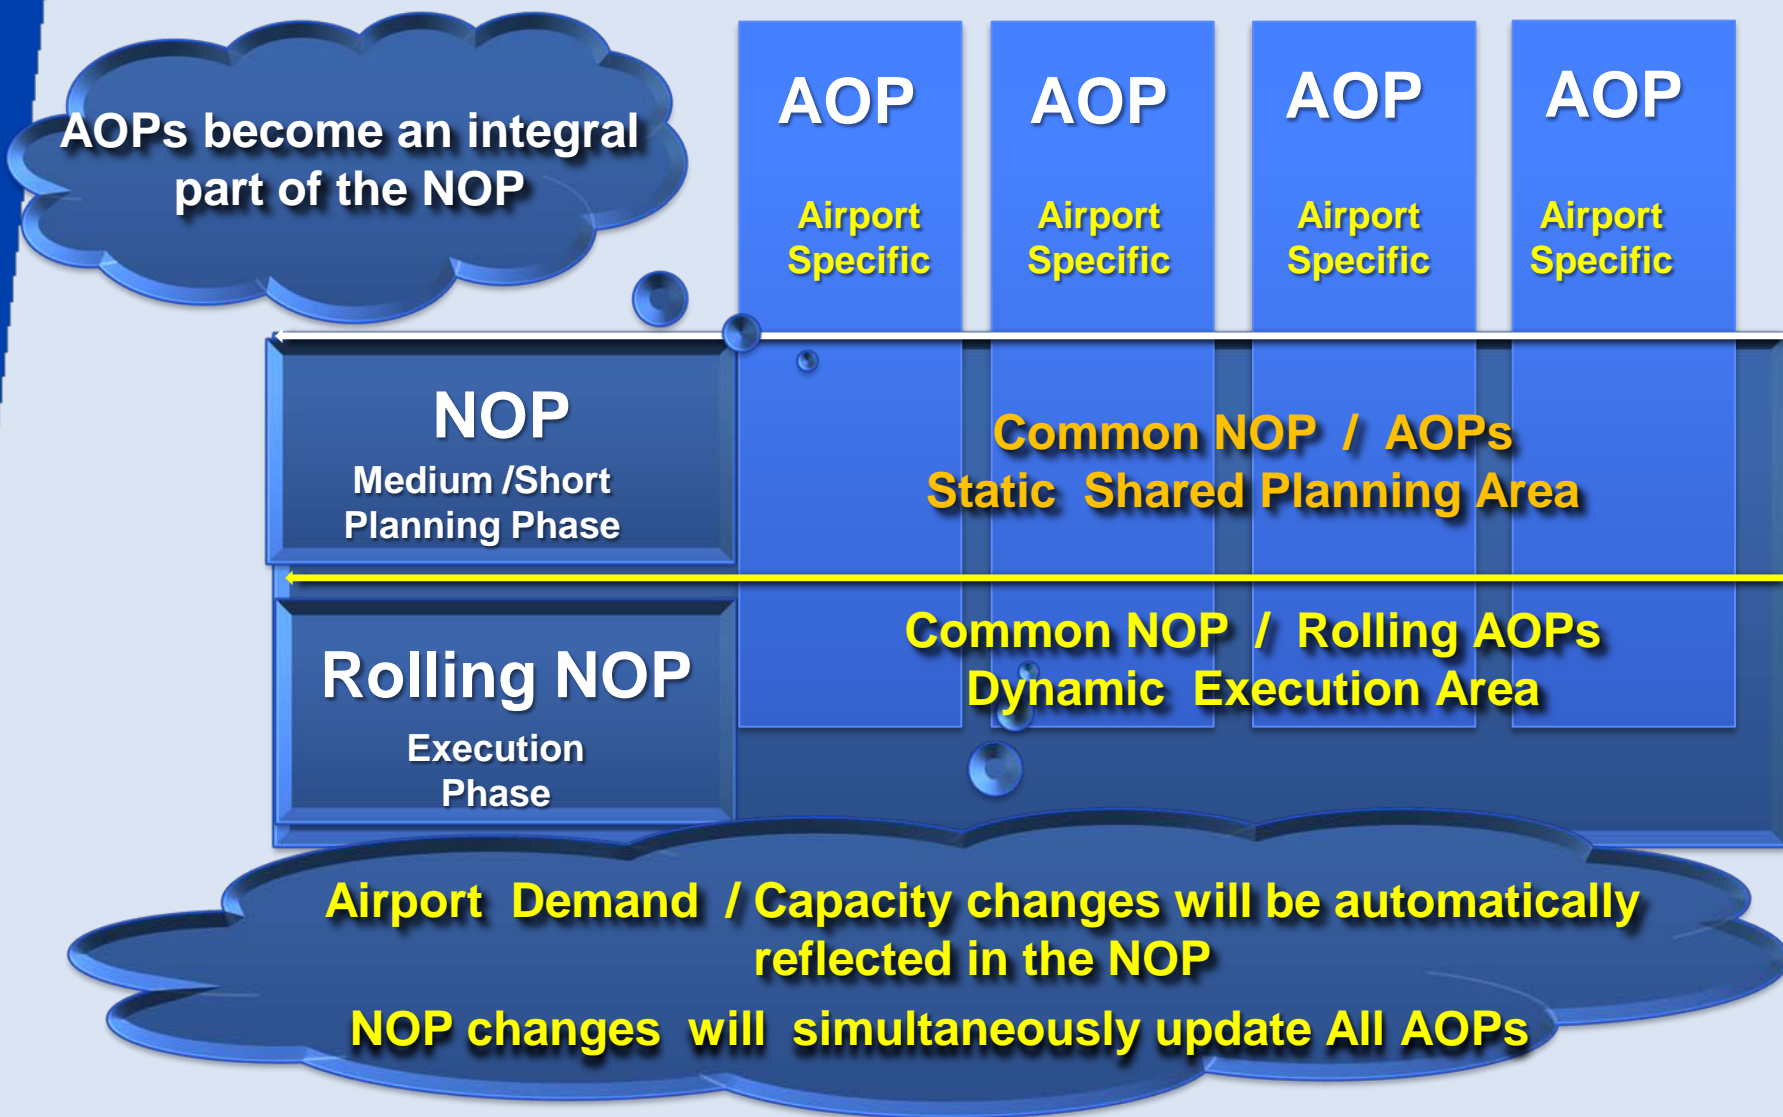 AOPs become an integral
part of the NOP
AOP
Airport
Specific
AOP
Airport
Specific
AOP
Airport
Specific
AOP
Airport
Specific
NOP
Medium /Short
Planning Phase
Common NOP / AOPs
Static Shared Planning Area
Rolling NOP
Execution
Phase
Common NOP / Rolling AOPs
Dynamic Execution Area
Airport Demand / Capacity changes will be automatically
reflected in the NOP
NOP changes will simultaneously update All AOPs